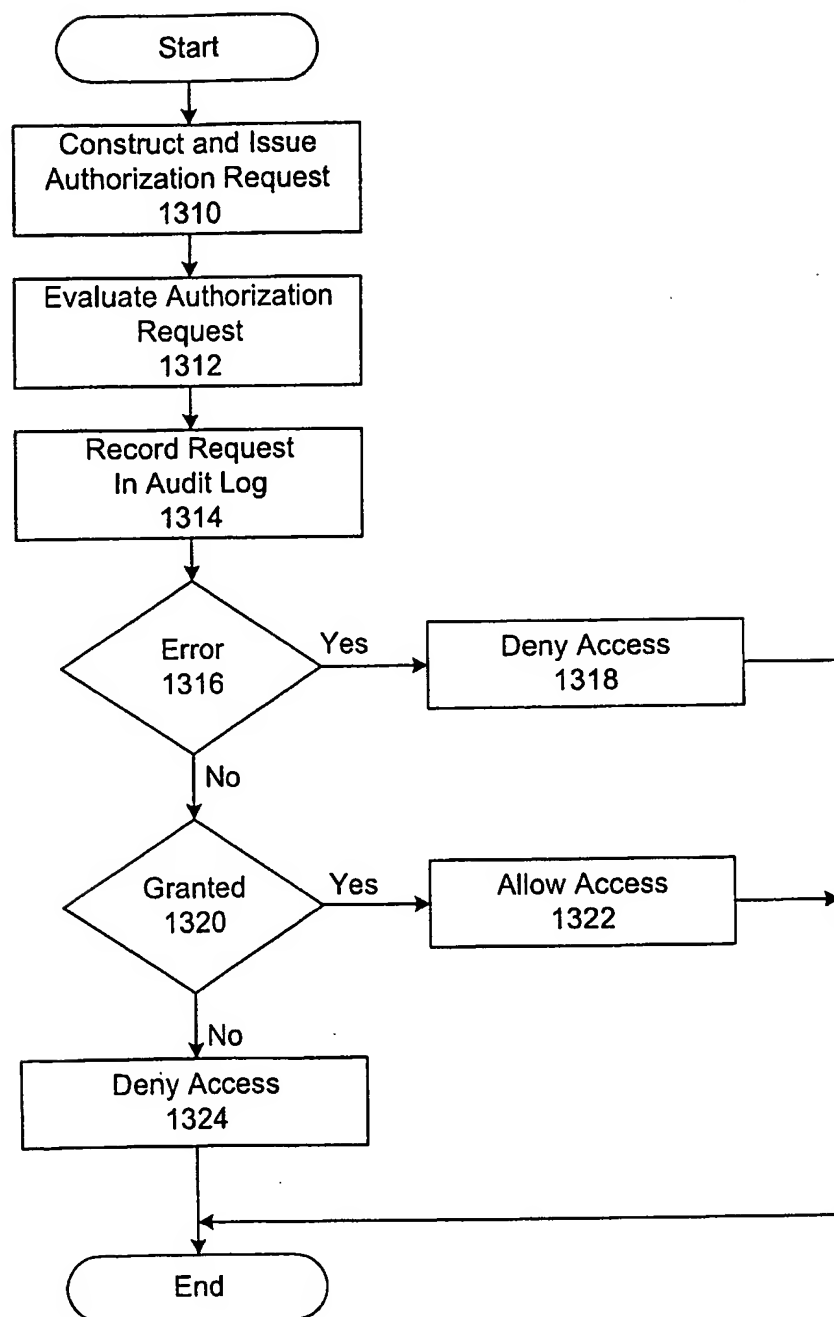 Start
Construct and Issue
Authorization Request
1310
Evaluate Authorization
Request
1312
Record Request
In Audit Log
1314
Error
1316
Yes
Deny Access
1318
No
Granted
1320
Yes
Allow Access
1322
No
Deny Access
1324
End